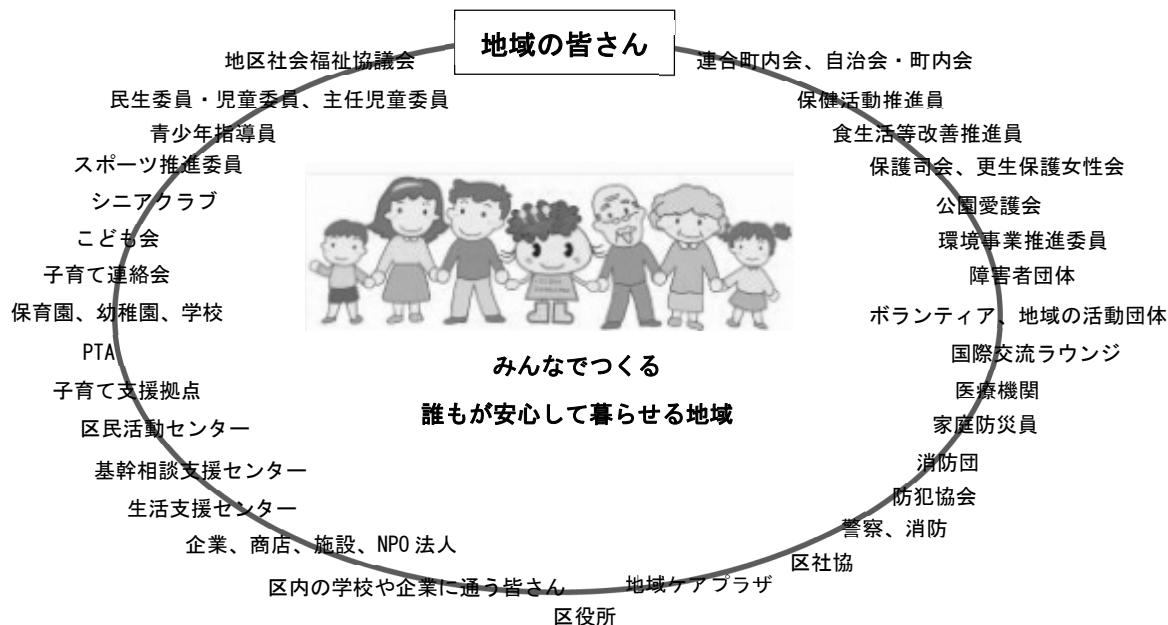 地域の皆さん
地区社会福祉協議会
民生委員・児童委員、主任児童委員
青少年指導員
スポーツ推進委員
シニアクラブ
こども会
子育て連絡会
保育園、幼稚園、学校
PTA
子育て支援拠点
区民活動センター
基幹相談支援センター
生活支援センター
企業、商店、施設、NPO法人
区内の学校や企業に通う皆さん
区役所
地域ケアプラザ
区社協
警察、消防
防犯協会
消防団
家庭防災員
医療機関
国際交流ラウンジ
ボランティア、地域の活動団体
障害者団体
環境事業推進委員
公園愛護会
保護司会、更生保護女性会
食生活等改善推進員
保健活動推進員
連合町内会、自治会・町内会
みんなでつくる
誰もが安心して暮らせる地域